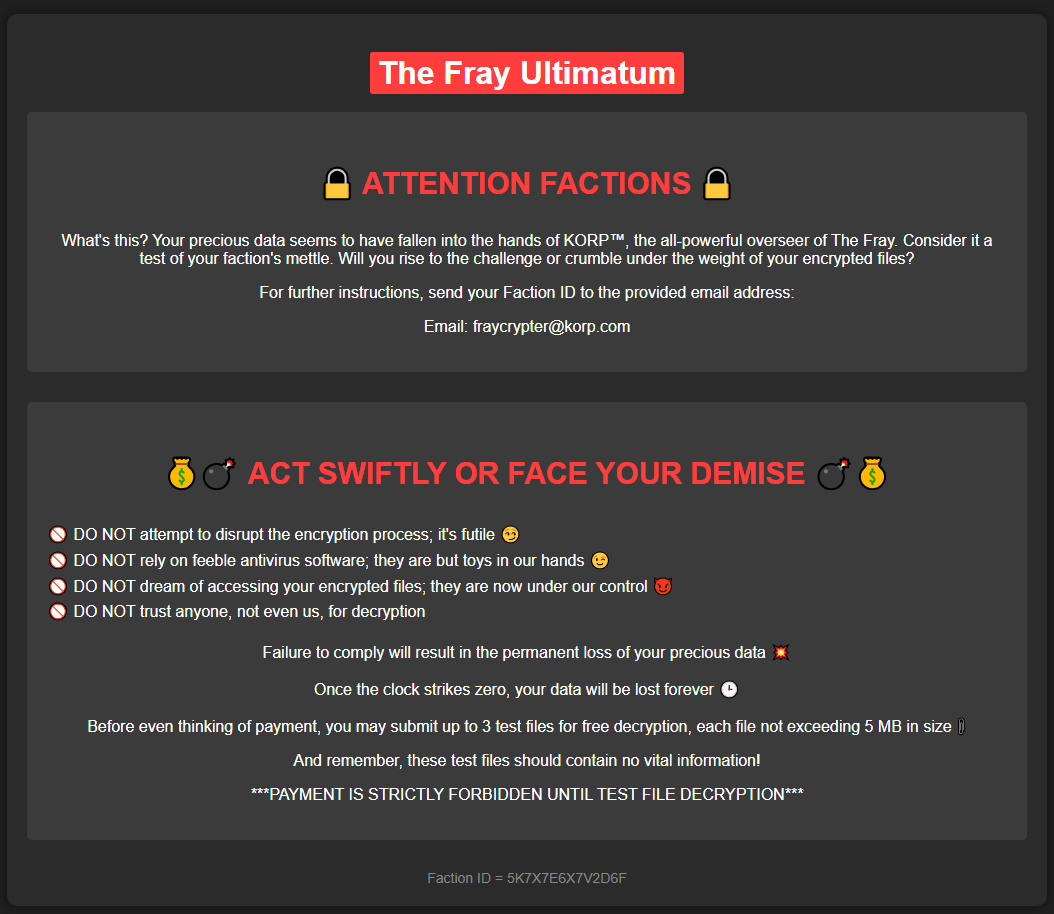 The Fray Ultimatum
🔒 ATTENTION FACTIONS 🔒
What's this? Your precious data seems to have fallen into the hands of KORP™, the all-powerful overseer of The Fray. Consider it a
test of your faction's mettle. Will you rise to the challenge or crumble under the weight of your encrypted files?
For further instructions, send your Faction ID to the provided email address:
Email: fraycrypter@korp.com
💰💣 ACT SWIFTLY OR FACE YOUR DEMISE 💣💰
🚫 DO NOT attempt to disrupt the encryption process; it's futile 😏
🚫 DO NOT rely on feeble antivirus software; they are but toys in our hands 😉
🚫 DO NOT dream of accessing your encrypted files; they are now under our control 😈
🚫 DO NOT trust anyone, not even us, for decryption
Failure to comply will result in the permanent loss of your precious data 💥
Once the clock strikes zero, your data will be lost forever 🕒
Before even thinking of payment, you may submit up to 3 test files for free decryption, each file not exceeding 5 MB in size 📎
And remember, these test files should contain no vital information!
***PAYMENT IS STRICTLY FORBIDDEN UNTIL TEST FILE DECRYPTION***
Faction ID = 5K7X7E6X7V2D6F